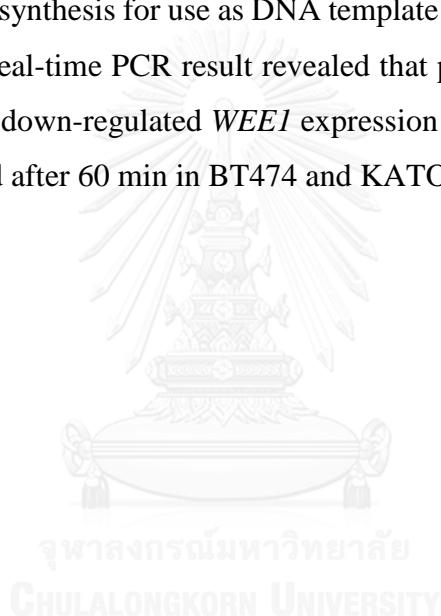 synthesis for use as DNA template
eal-time PCR result revealed that
down-regulated WEE1 expression
after 60 min in BT474 and KATO
จุฬาลงกรณ์มหาวิทยาลัย
CHULALONGKORN UNIVERSITY